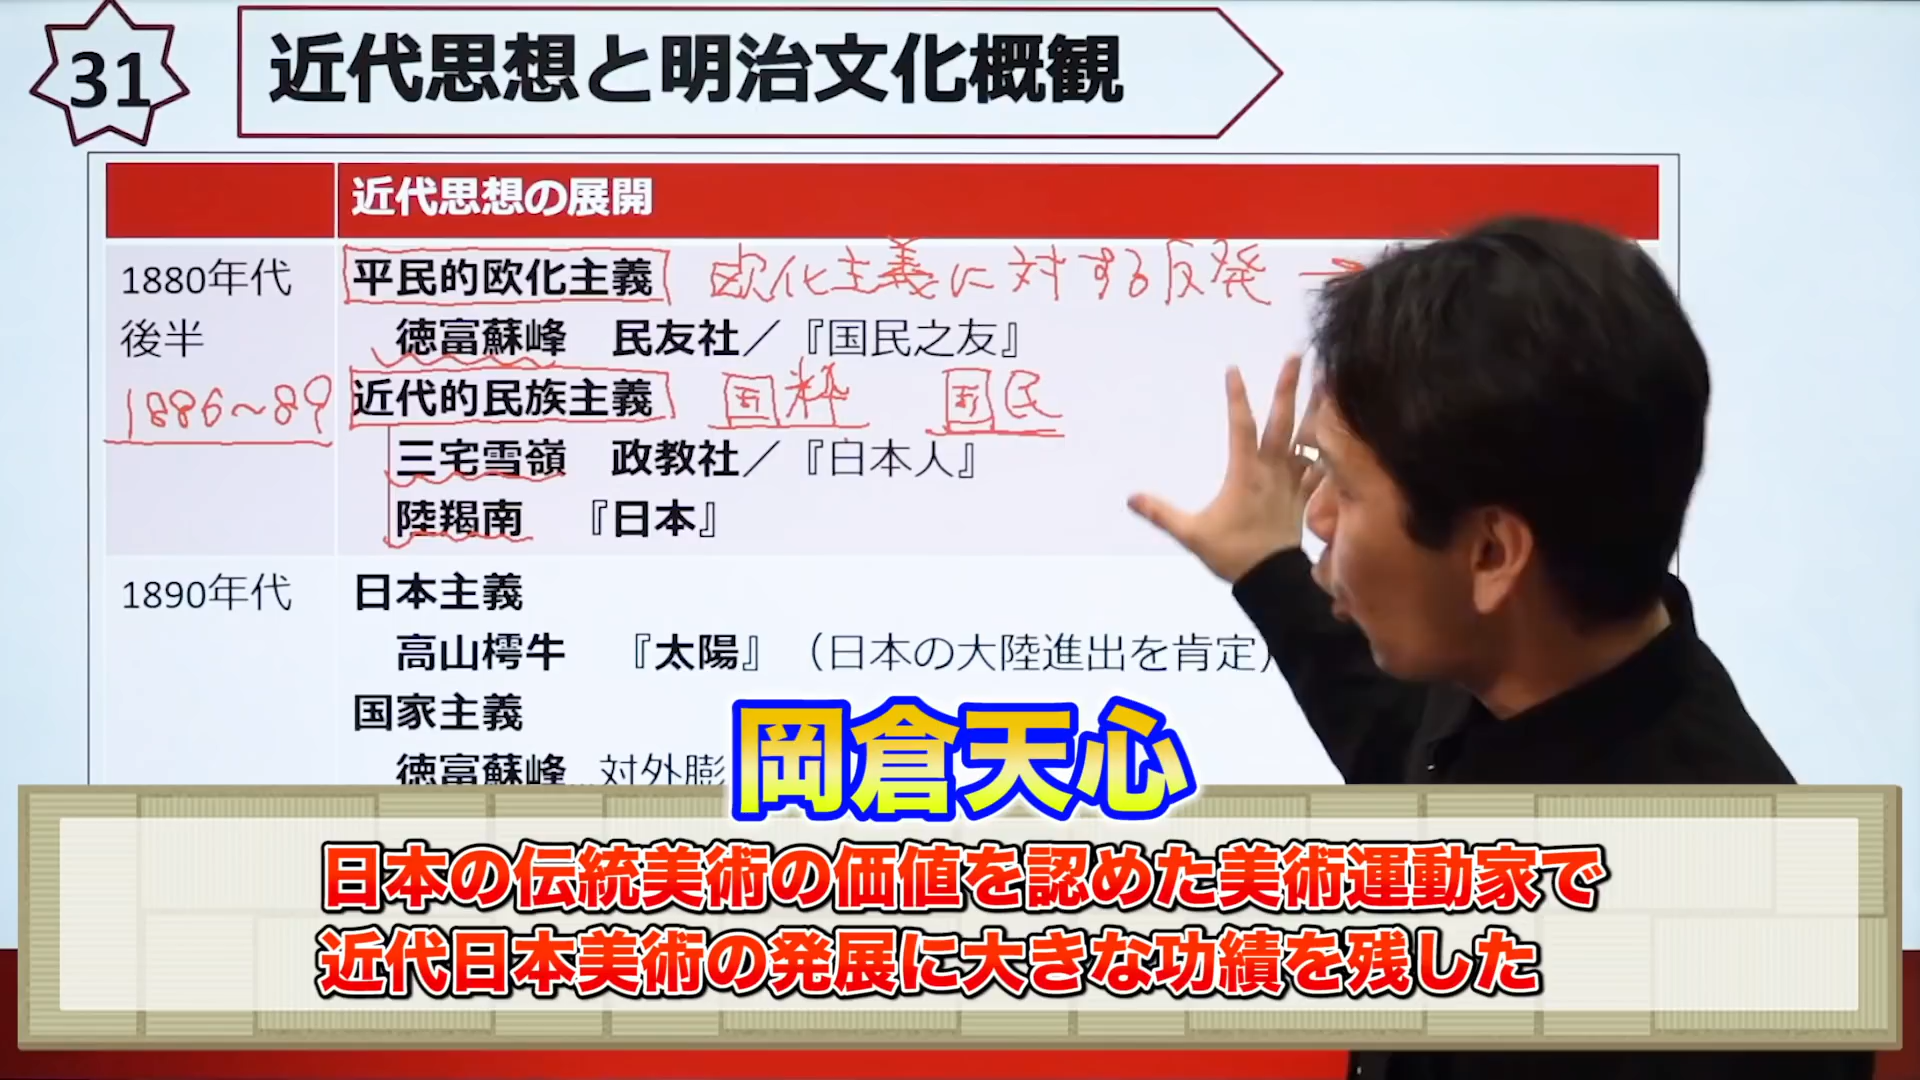 31
近代思想と明治文化概観
近代思想の展開
1880年代
後半
1886~89
平民的欧化主義 欧化主義に対する反発 →
徳富蘇峰 民友社／『国民之友』
近代的民族主義 国粋 国民
三宅雪嶺 政教社／『日本人』
陸羯南 『日本』
1890年代
日本主義
高山樗牛 『太陽』（日本の大陸進出を肯定）
国家主義
徳富蘇峰…対外膨
岡倉天心
日本の伝統美術の価値を認めた美術運動家で
近代日本美術の発展に大きな功績を残した